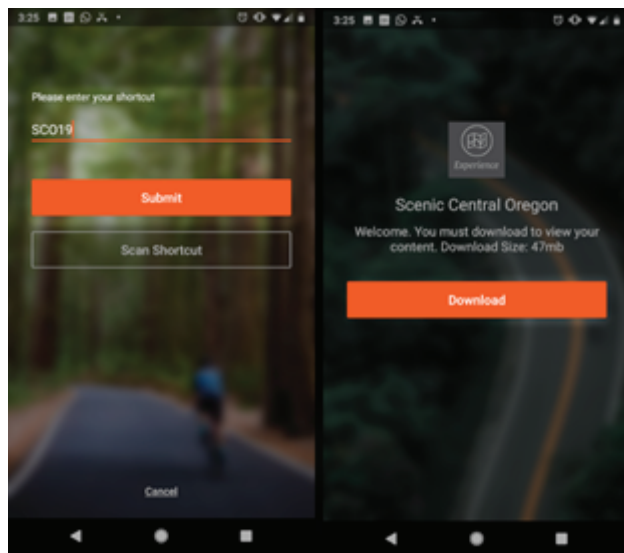 3:25
Please enter your shortcut
SCO19
Submit
Scan Shortcut
Cancel
3:25
Experience
Scenic Central Oregon
Welcome. You must download to view your
content. Download Size: 47mb
Download